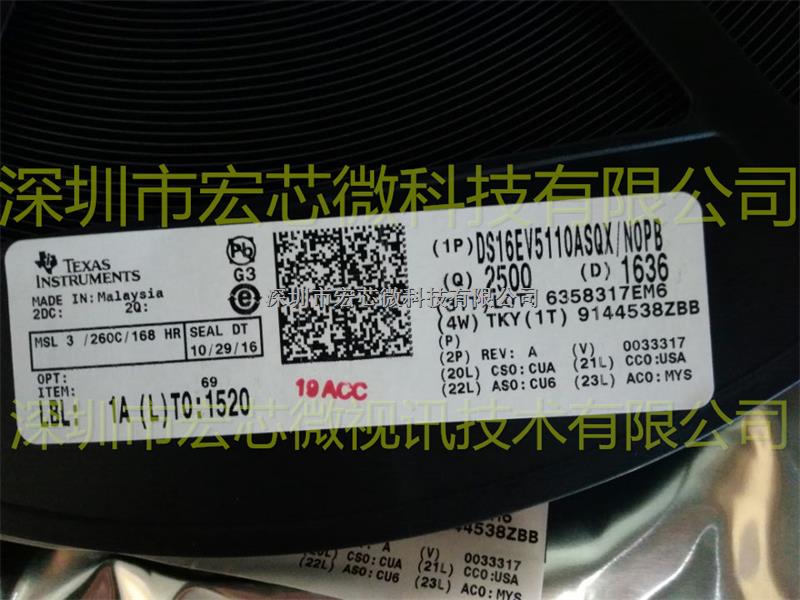 深圳市宏芯微科技有限公司
TEXAS
INSTRUMENTS
MADE IN: Malaysia
2DC: 2Q:
MSL 3 /260C/168 HR
SEAL DT
10/29/16
OPT:
ITEM: 69
LBL: 1A (L)TO:1520
Pb
G3
e
19ACC
(1P) DS16EV5110ASQX/NOPB
(Q) 2500 (D) 1636
6358317EM6
深圳市宏芯微科技有限公司
(4W) TKY(1T) 9144538ZBB
(P)
(2P) REV: A (V) 0033317
(20L) CSO:CUA (21L) CCO:USA
(22L) ASO:CU6 (23L) ACO:MYS
深圳市宏芯微视讯技术有限公司
44538ZBB
A (V) 0033317
(20L) CSO:CUA (21L) CCO:USA
(22L) ASO:CU6 (23L) ACO:MYS